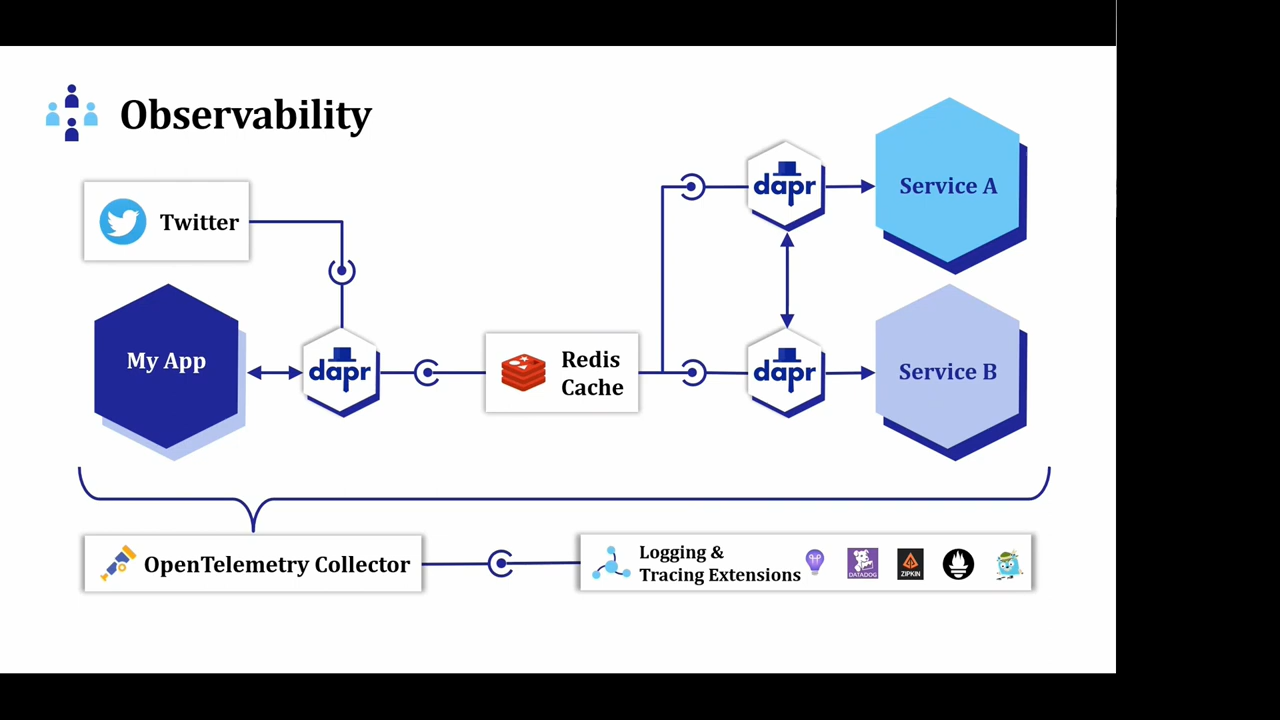 Observability
Twitter
My App
dapr
Redis
Cache
dapr
Service A
dapr
Service B
OpenTelemetry Collector
Logging &
Tracing Extensions
DATADOG
ZIPKIN